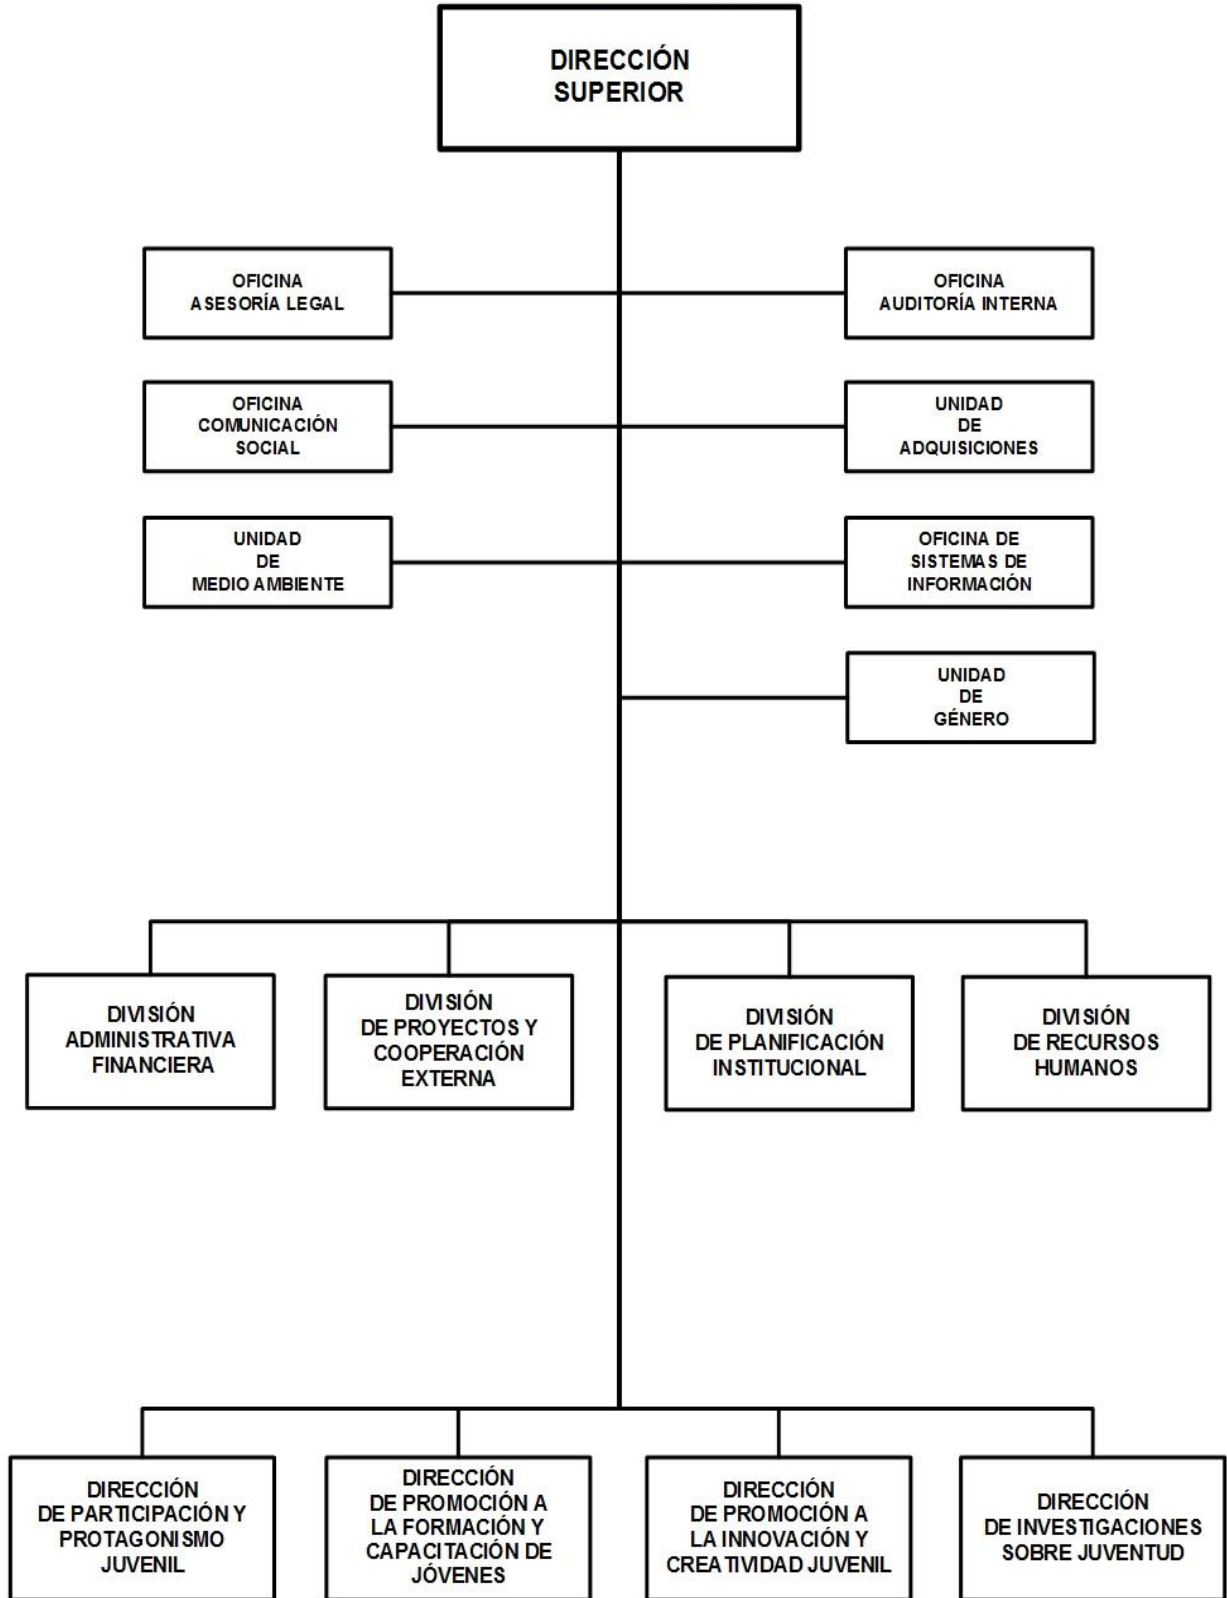 DIRECCIÓN
SUPERIOR
OFICINA
ASESORÍA LEGAL
OFICINA
AUDITORÍA INTERNA
OFICINA
COMUNICACIÓN
SOCIAL
UNIDAD
DE
ADQUISICIONES
UNIDAD
DE
MEDIO AMBIENTE
OFICINA DE
SISTEMAS DE
INFORMACIÓN
UNIDAD
DE
GÉNERO
DIVISIÓN
ADMINISTRATIVA
FINANCIERA
DIVISIÓN
DE PROYECTOS Y
COOPERACIÓN
EXTERNA
DIVISIÓN
DE PLANIFICACIÓN
INSTITUCIONAL
DIVISIÓN
DE RECURSOS
HUMANOS
DIRECCIÓN
DE PARTICIPACIÓN Y
PROTAGONISMO
JUVENIL
DIRECCIÓN
DE PROMOCIÓN A
LA FORMACIÓN Y
CAPACITACIÓN DE
JÓVENES
DIRECCIÓN
DE PROMOCIÓN A
LA INNOVACIÓN Y
CREATIVIDAD JUVENIL
DIRECCIÓN
DE INVESTIGACIONES
SOBRE JUVENTUD